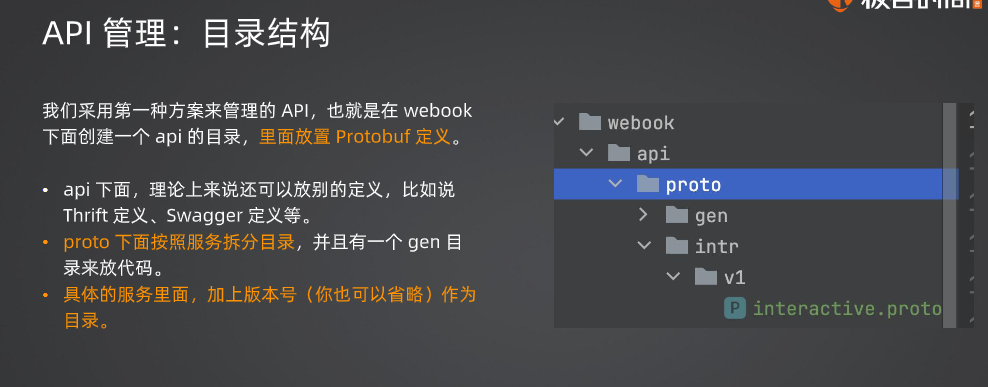 API 管理：目录结构
我们采用第一种方案来管理的 API，也就是在 webook
下面创建一个 api 的目录，里面放置 Protobuf 定义。
• api 下面，理论上来说还可以放别的定义，比如说
Thrift 定义、Swagger 定义等。
• proto 下面按照服务拆分目录，并且有一个 gen 目
录来放代码。
• 具体的服务里面，加上版本号（你也可以省略）作为
目录。
webook
api
proto
gen
intr
v1
P interactive.proto